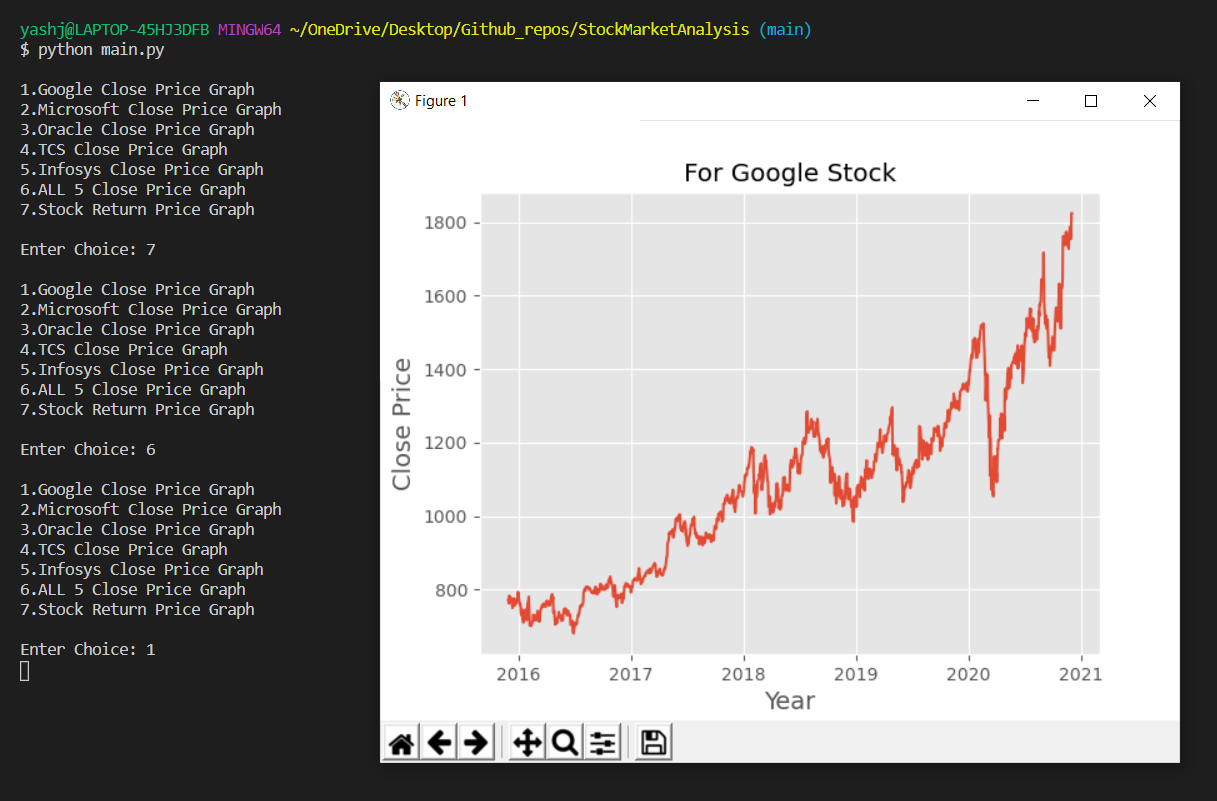 yashj@LAPTOP-45HJ3DFB MINGW64 ~/OneDrive/Desktop/Github_repos/StockMarketAnalysis (main)
$ python main.py
1.Google Close Price Graph
2.Microsoft Close Price Graph
3.Oracle Close Price Graph
4.TCS Close Price Graph
5.Infosys Close Price Graph
6.ALL 5 Close Price Graph
7.Stock Return Price Graph
Enter Choice: 7
1.Google Close Price Graph
2.Microsoft Close Price Graph
3.Oracle Close Price Graph
4.TCS Close Price Graph
5.Infosys Close Price Graph
6.ALL 5 Close Price Graph
7.Stock Return Price Graph
Enter Choice: 6
1.Google Close Price Graph
2.Microsoft Close Price Graph
3.Oracle Close Price Graph
4.TCS Close Price Graph
5.Infosys Close Price Graph
6.ALL 5 Close Price Graph
7.Stock Return Price Graph
Enter Choice: 1
Figure 1
For Google Stock
Close Price
1800
1600
1400
1200
1000
800
2016 2017 2018 2019 2020 2021
Year